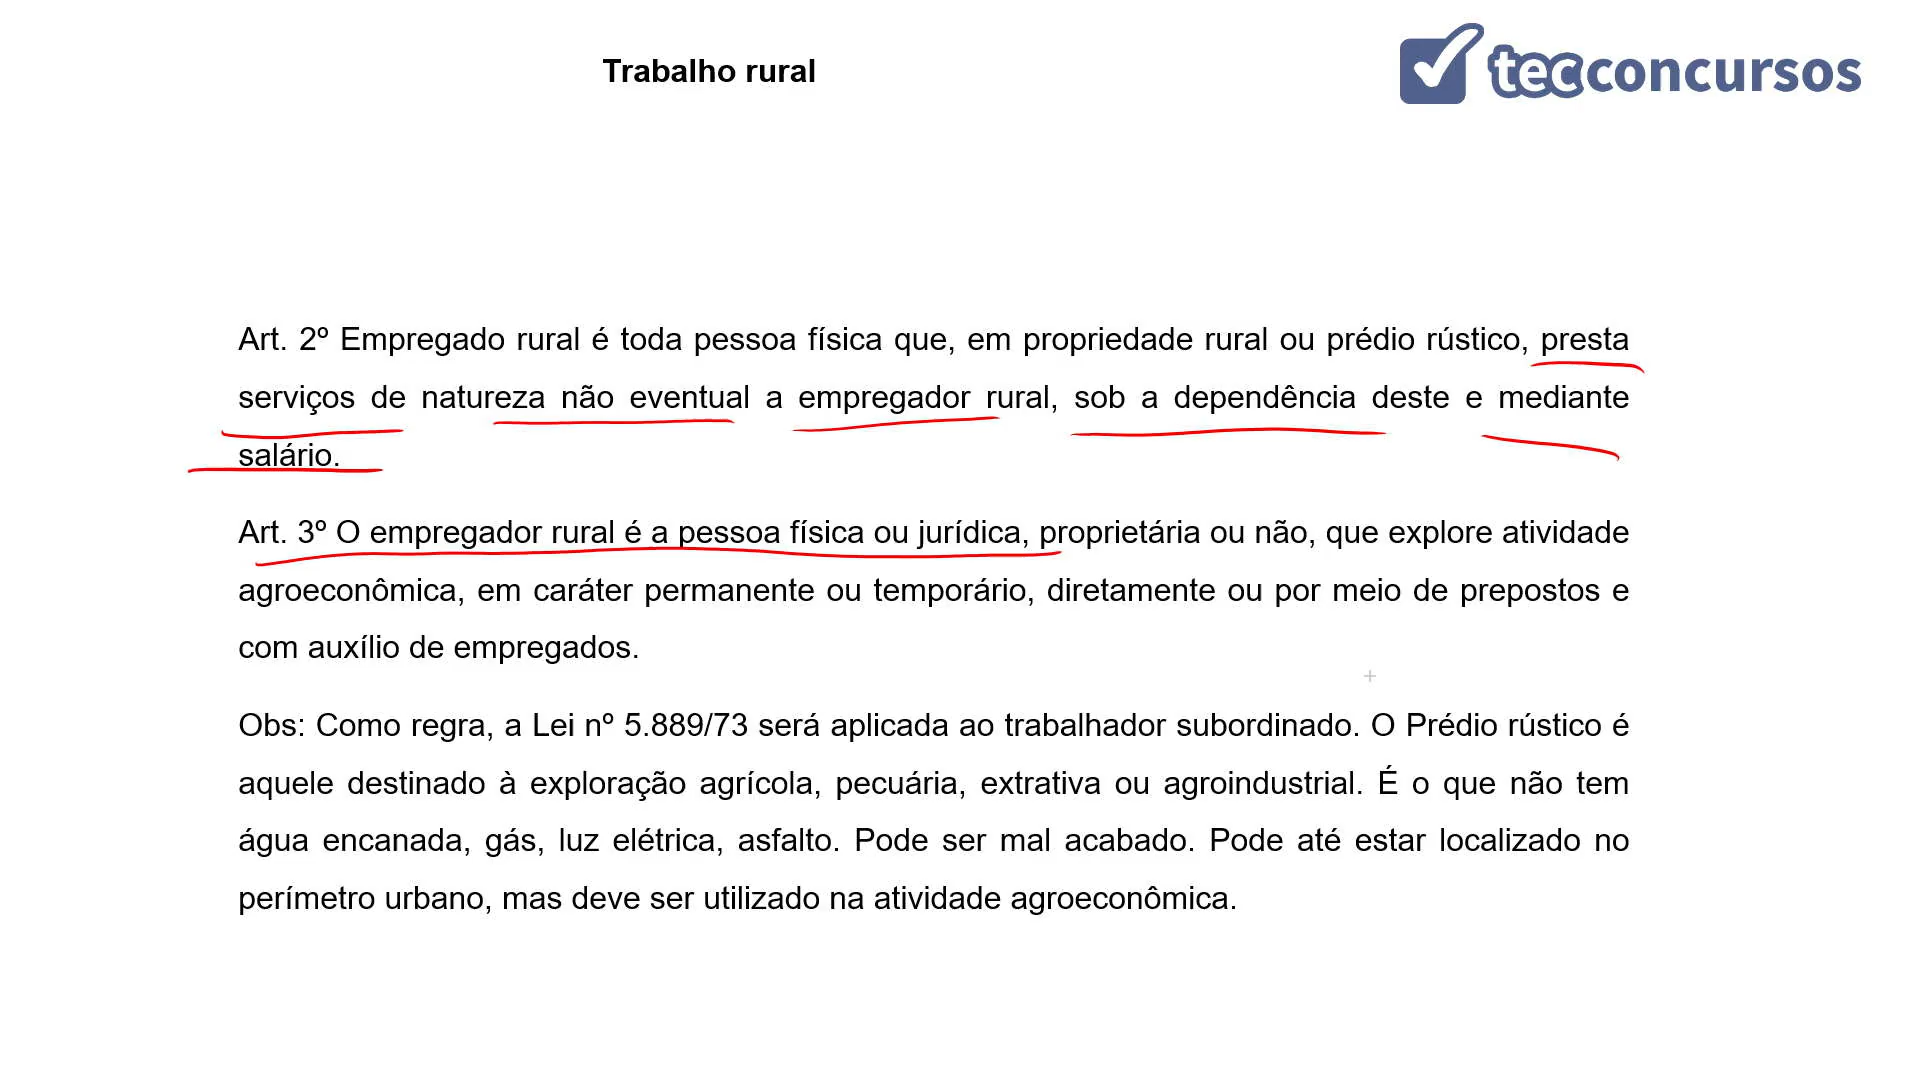 Trabalho rural
tecconcursos
Art. 2º Empregado rural é toda pessoa física que, em propriedade rural ou prédio rústico, presta
serviços de natureza não eventual a empregador rural, sob a dependência deste e mediante
salário.
Art. 3º O empregador rural é a pessoa física ou jurídica, proprietária ou não, que explore atividade
agroeconômica, em caráter permanente ou temporário, diretamente ou por meio de prepostos e
com auxílio de empregados.
Obs: Como regra, a Lei nº 5.889/73 será aplicada ao trabalhador subordinado. O Prédio rústico é
aquele destinado à exploração agrícola, pecuária, extrativa ou agroindustrial. É o que não tem
água encanada, gás, luz elétrica, asfalto. Pode ser mal acabado. Pode até estar localizado no
perímetro urbano, mas deve ser utilizado na atividade agroeconômica.